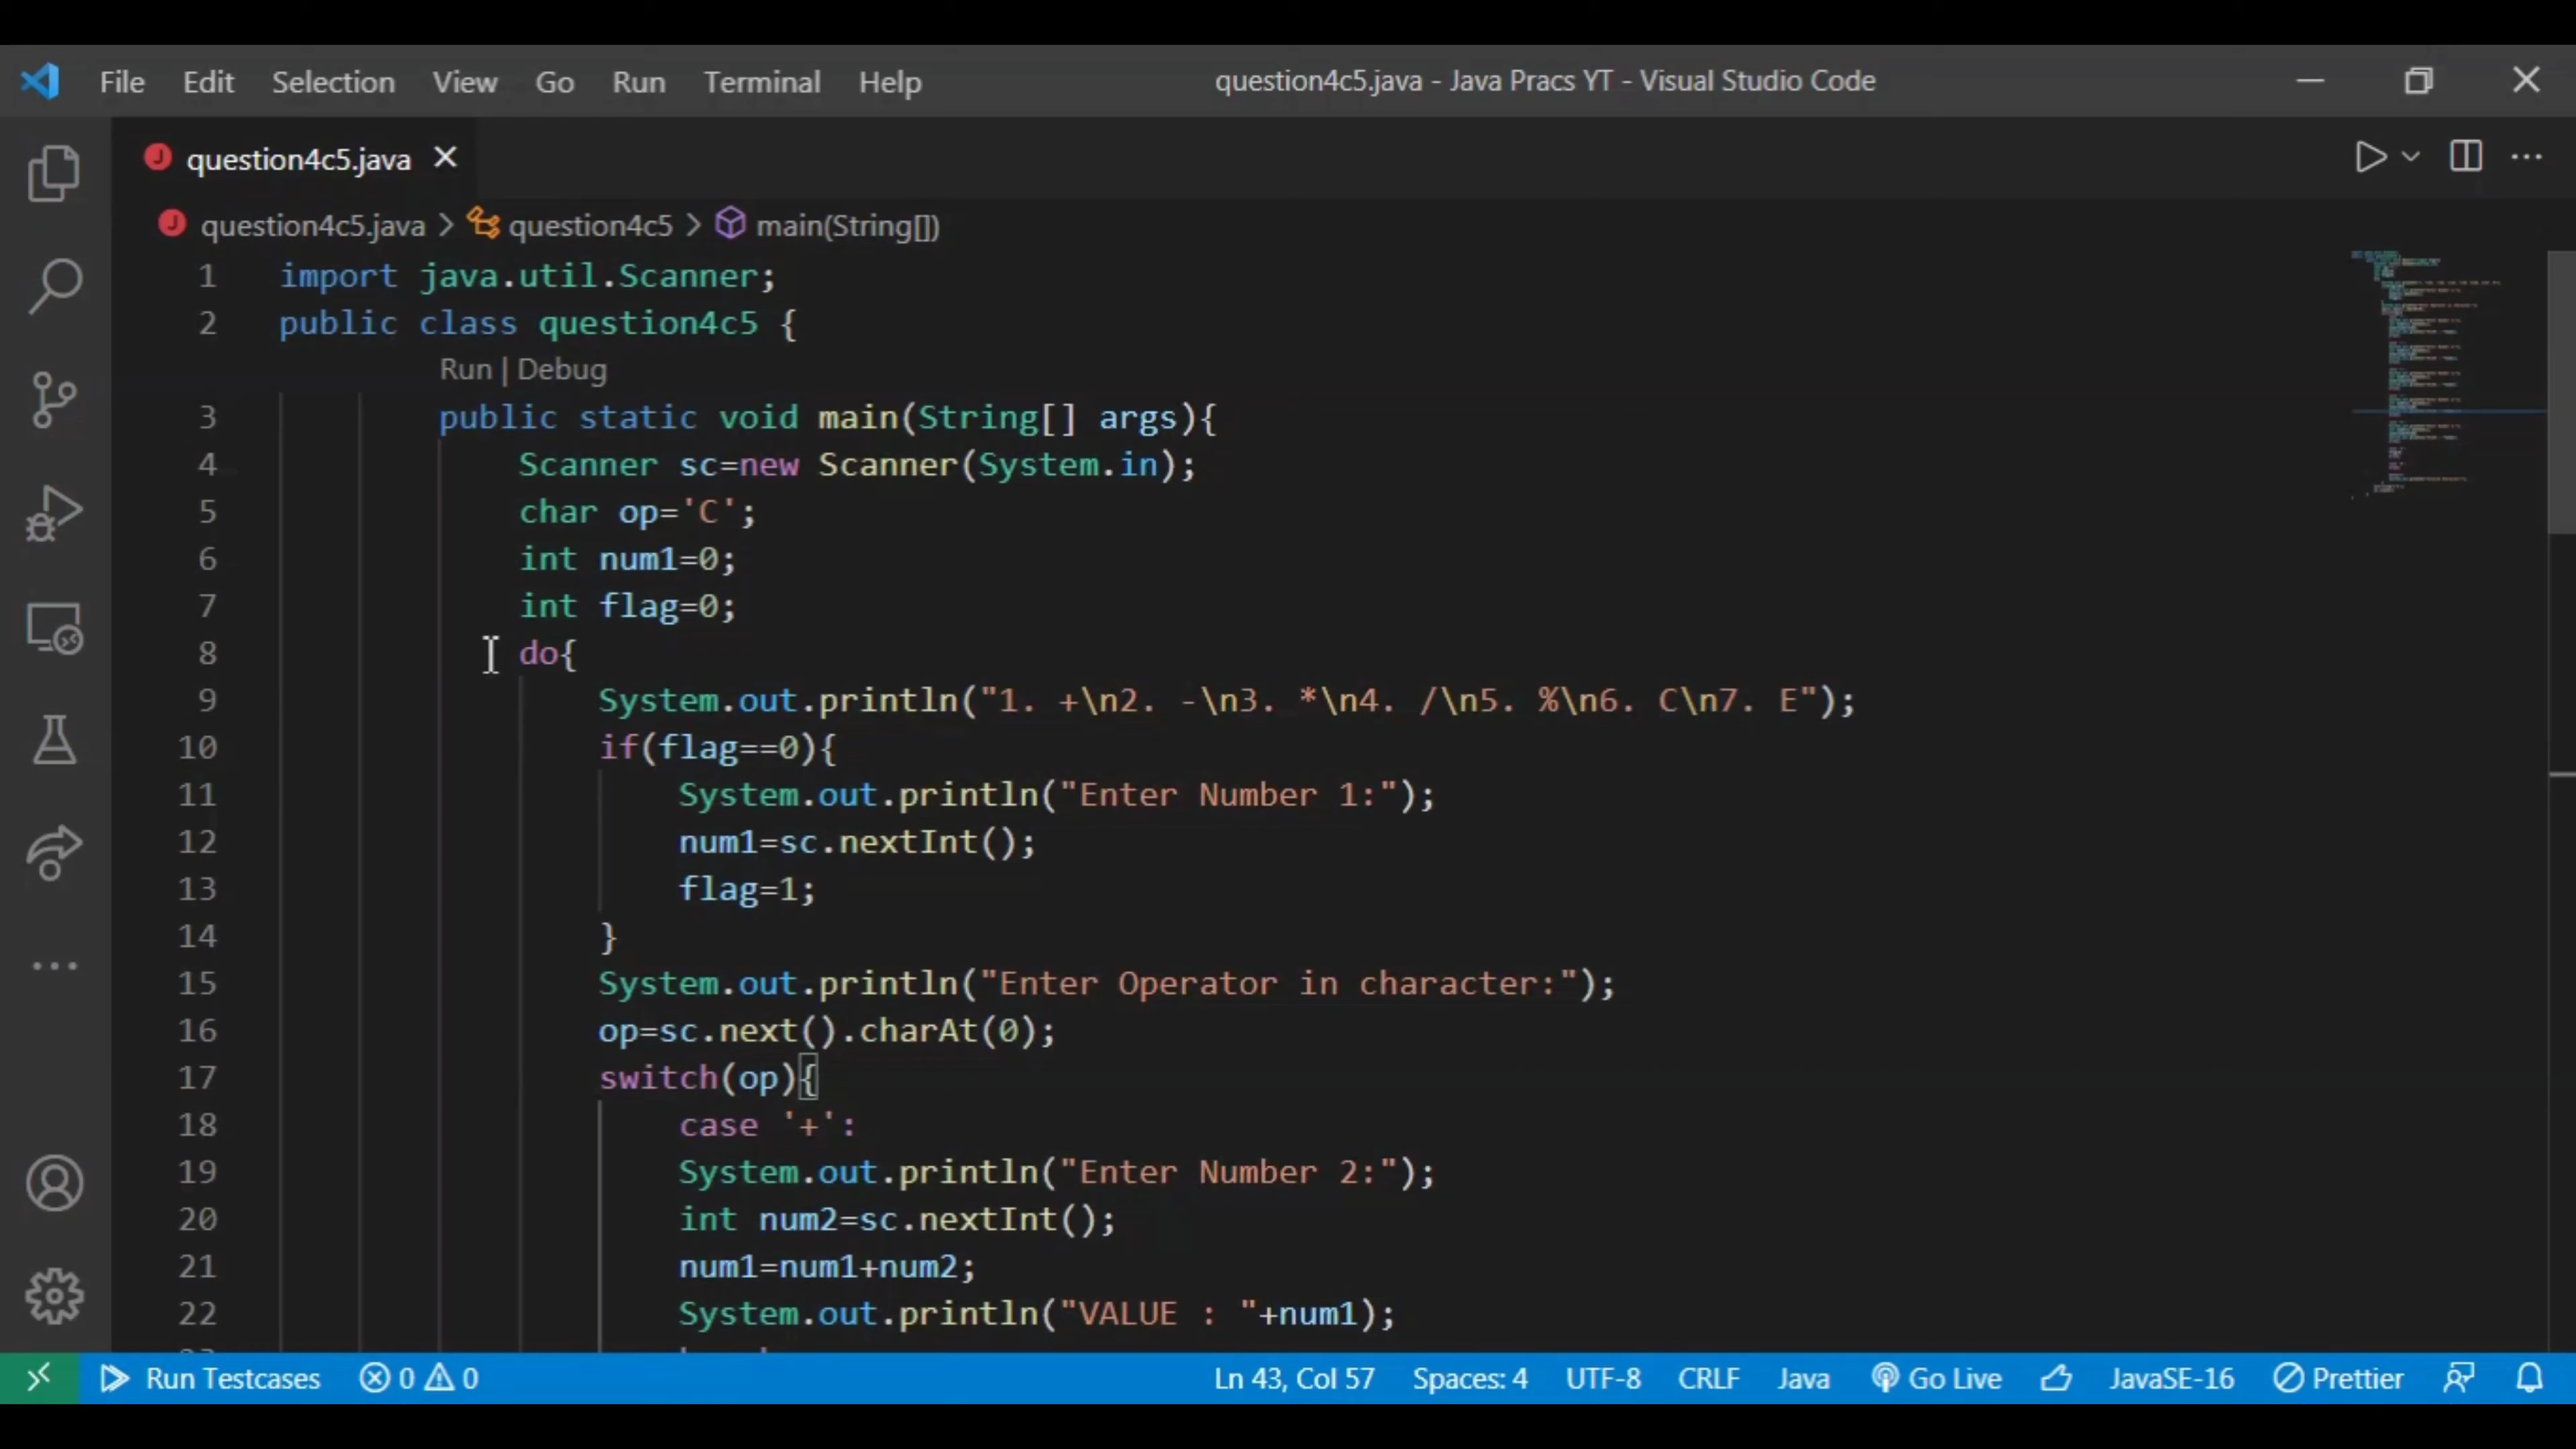 File Edit Selection View Go Run Terminal Help question4c5.java - Java Pracs YT - Visual Studio Code
question4c5.java
question4c5.java > question4c5 > main(String[])
1 import java.util.Scanner;
2 public class question4c5 {
Run | Debug
3 public static void main(String[] args){
4 Scanner sc=new Scanner(System.in);
5 char op='C';
6 int num1=0;
7 int flag=0;
8 do{
9 System.out.println("1. +\n2. -\n3. *\n4. /\n5. %\n6. C\n7. E");
10 if(flag==0){
11 System.out.println("Enter Number 1:");
12 num1=sc.nextInt();
13 flag=1;
14 }
15 System.out.println("Enter Operator in character:");
16 op=sc.next().charAt(0);
17 switch(op){
18 case '+':
19 System.out.println("Enter Number 2:");
20 int num2=sc.nextInt();
21 num1=num1+num2;
22 System.out.println("VALUE : "+num1);
Run Testcases 0 0 Ln 43, Col 57 Spaces: 4 UTF-8 CRLF Java Go Live JavaSE-16 Prettier